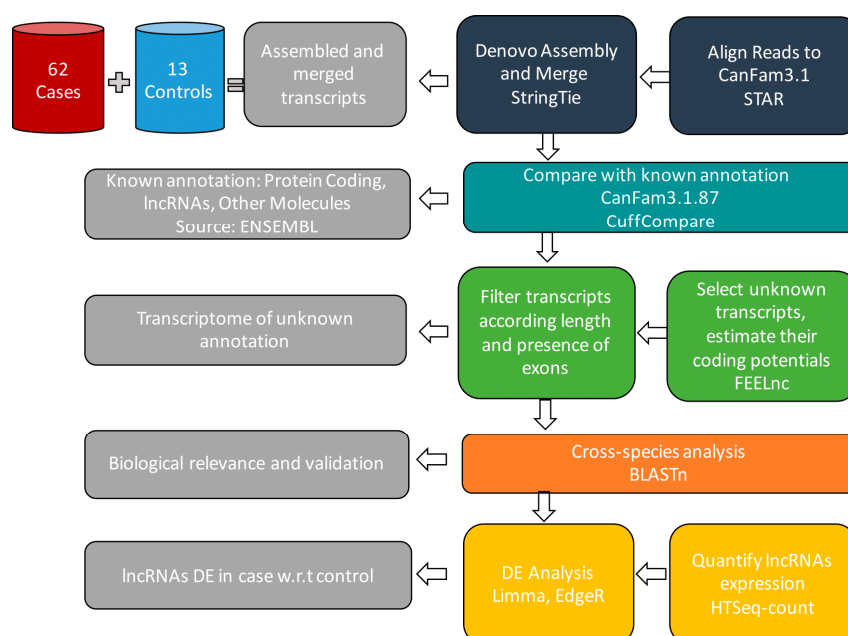 62
Cases
13
Controls
Assembled and
merged
transcripts
Denovo Assembly
and Merge
StringTie
Align Reads to
CanFam3.1
STAR
Known annotation: Protein Coding,
lncRNAs, Other Molecules
Source: ENSEMBL
Compare with known annotation
CanFam3.1.87
CuffCompare
Transcriptome of unknown
annotation
Filter transcripts
according length
and presence of
exons
Select unknown
transcripts,
estimate their
coding potentials
FEELnc
Biological relevance and validation
Cross-species analysis
BLASTn
lncRNAs DE in case w.r.t control
DE Analysis
Limma, EdgeR
Quantify lncRNAs
expression
HTSeq-count